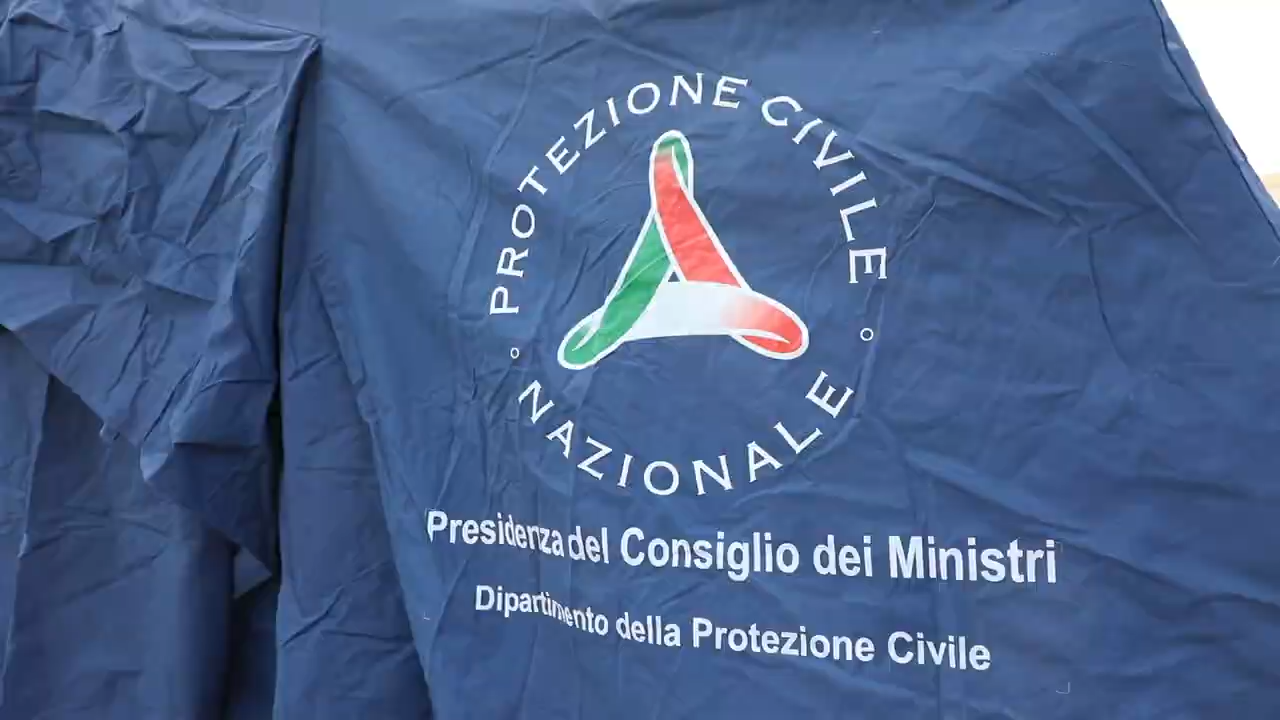 PROTEZIONE CIVILE
NAZIONALE
Presidenza del Consiglio dei Ministri
Dipartimento della Protezione Civile